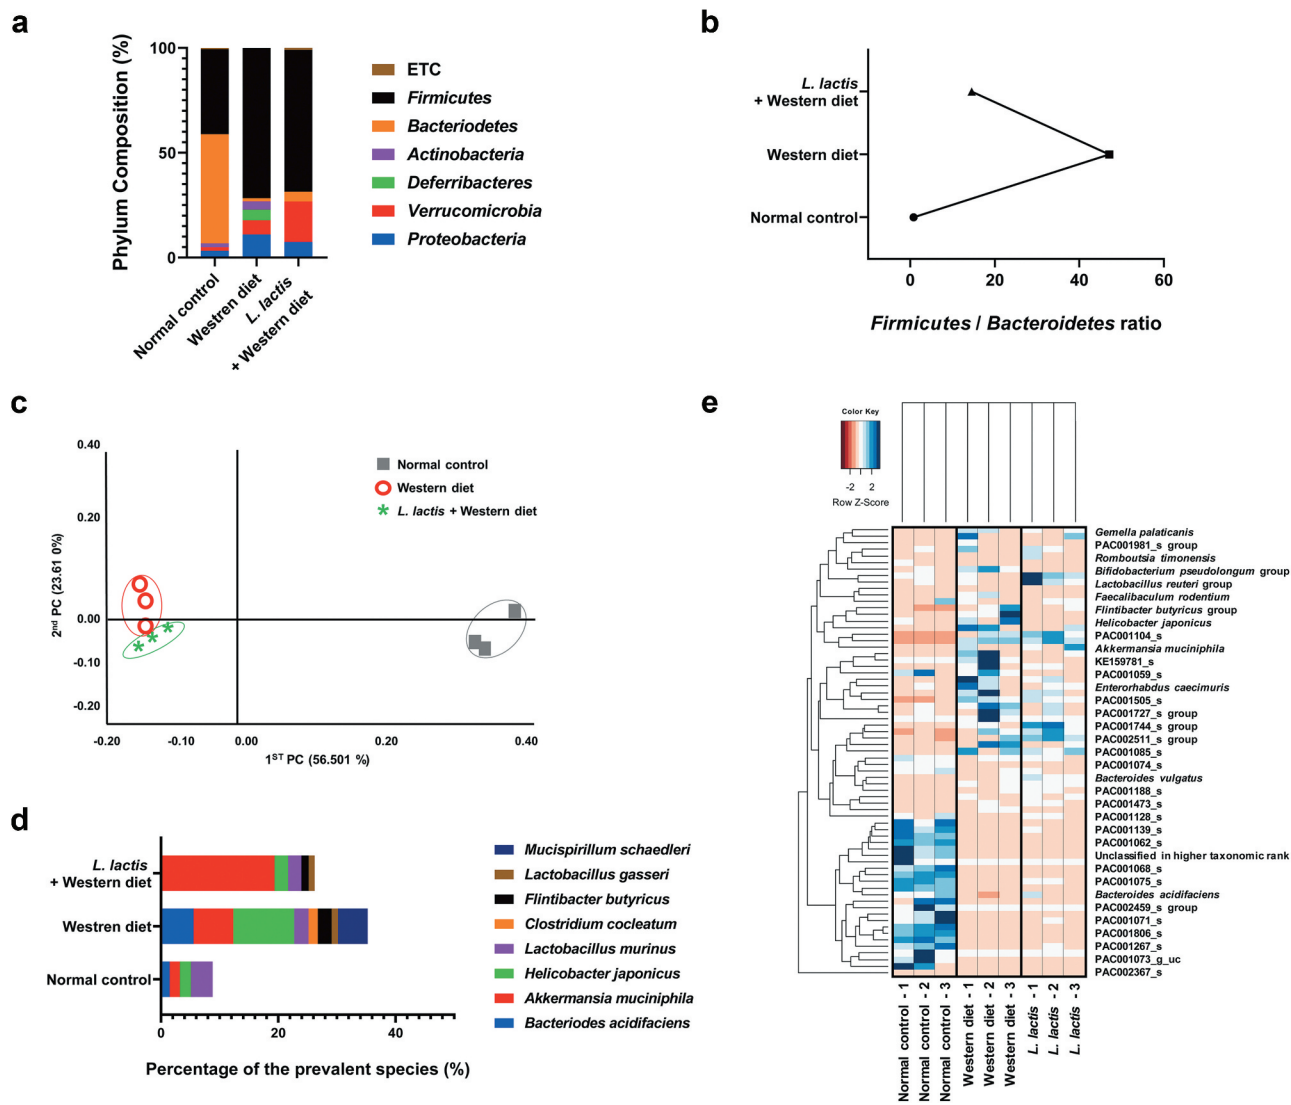 a
Phylum Composition (%)
100
50
0
Normal control
Westren diet
L. lactis
+ Western diet
ETC
Firmicutes
Bacteriodetes
Actinobacteria
Deferribacteres
Verrucomicrobia
Proteobacteria
b
L. lactis
+ Western diet
Western diet
Normal control
0
20
40
60
Firmicutes / Bacteroidetes ratio
c
0.40
0.20
0.00
-0.10
-0.20
2nd PC (23.61 0%)
-0.20
-0.10
0.00
0.20
0.40
1ST PC (56.501 %)
Normal control
Western diet
L. lactis + Western diet
d
L. lactis
+ Western diet
Westren diet
Normal control
0
20
40
Percentage of the prevalent species (%)
Mucispirillum schaedleri
Lactobacillus gasseri
Flintibacter butyricus
Clostridium cocleatum
Lactobacillus murinus
Helicobacter japonicus
Akkermansia muciniphila
Bacteriodes acidifaciens
e
Color Key
-2 2
Row Z-Score
Gemella palaticanis
PAC001981_s group
Romboutsia timonensis
Bifidobacterium pseudolongum group
Lactobacillus reuteri group
Faecalibaculum rodentium
Flintibacter butyricus group
Helicobacter japonicus
PAC001104_s
Akkermansia muciniphila
KE159781_s
PAC001059_s
Enterorhabdus caecimuris
PAC001505_s
PAC001727_s group
PAC001744_s group
PAC002511_s group
PAC001085_s
PAC001074_s
Bacteroides vulgatus
PAC001188_s
PAC001473_s
PAC001128_s
PAC001139_s
PAC001062_s
Unclassified in higher taxonomic rank
PAC001068_s
PAC001075_s
Bacteroides acidifaciens
PAC002459_s group
PAC001071_s
PAC001806_s
PAC001267_s
PAC001073_g_uc
PAC002367_s
Normal control - 1
Normal control - 2
Normal control - 3
Western diet - 1
Western diet - 2
Western diet - 3
L. lactis - 1
L. lactis - 2
L. lactis - 3